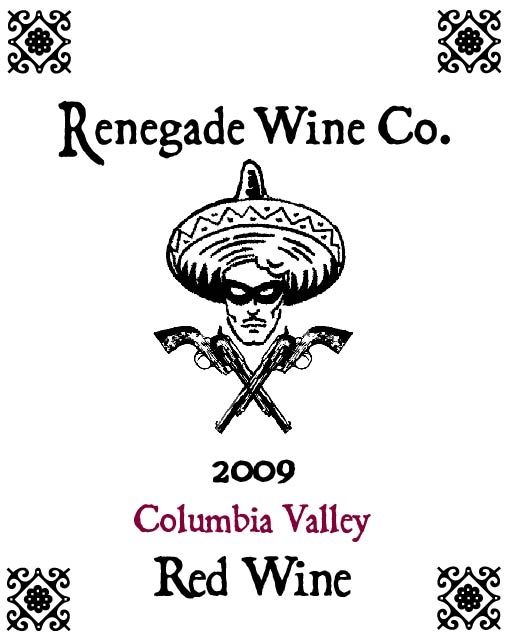 Renegade Wine Co.
2009
Columbia Valley
Red Wine